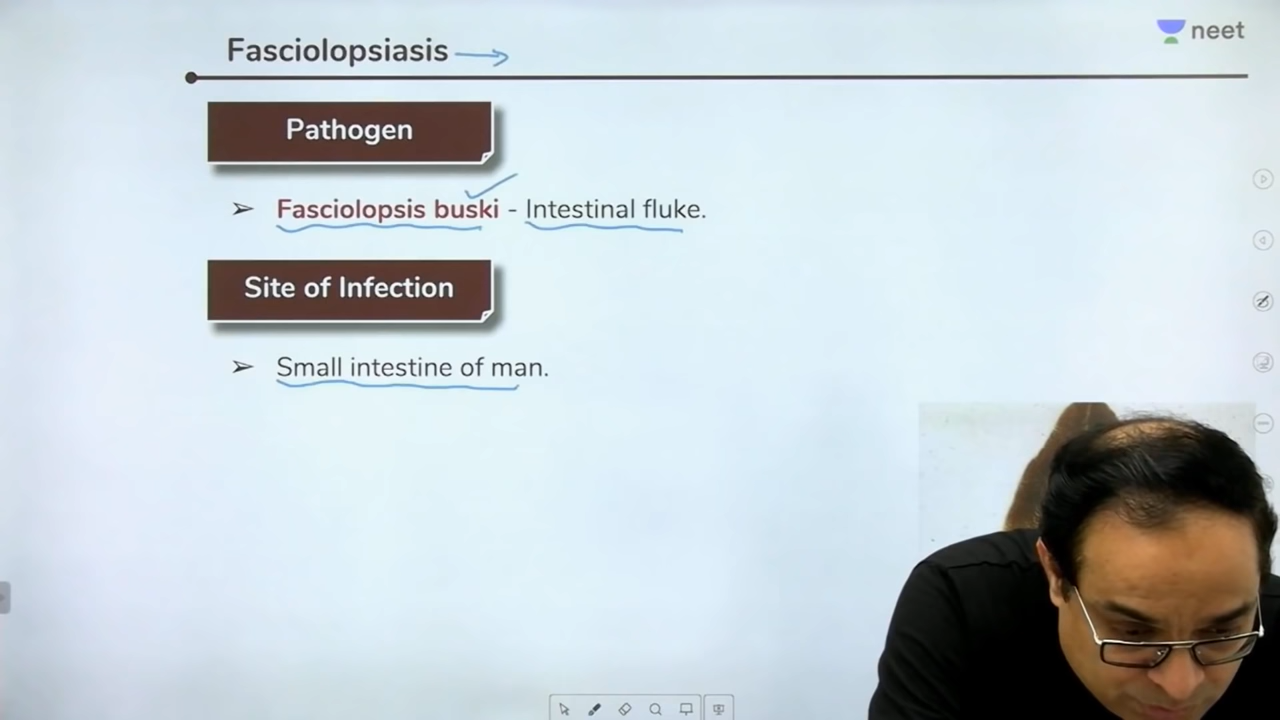 neet
Fasciolopsiasis
Pathogen
➢ Fasciolopsis buski - Intestinal fluke.
Site of Infection
➢ Small intestine of man.